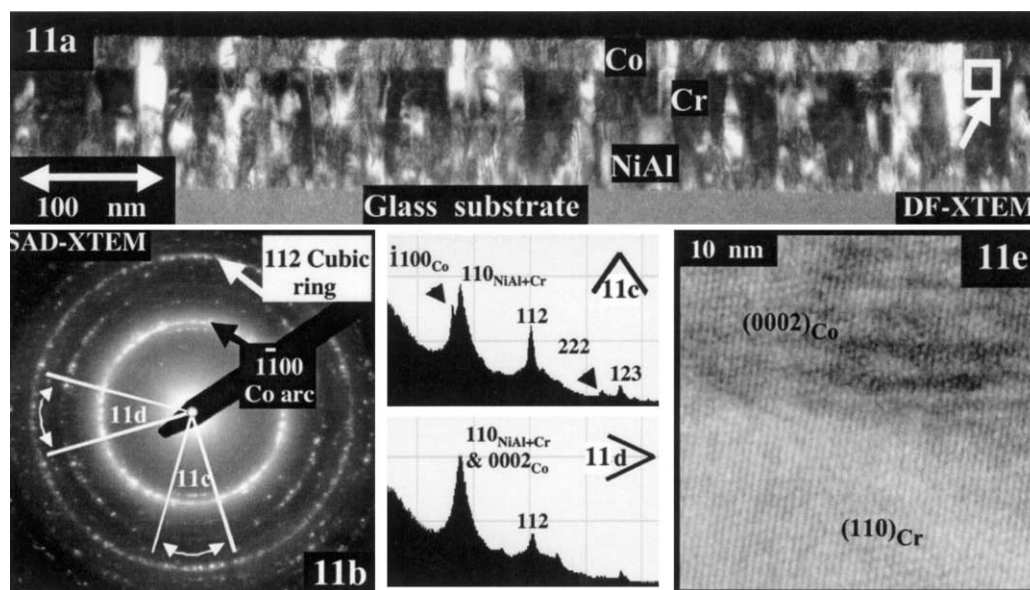 11a
Co
Cr
NiAl
100 nm
Glass substrate
DF-XTEM
SAD-XTEM
112 Cubic
ring
1̄100
Co arc
11d
11c
11b
1̄100Co
110NiAl+Cr
11c
112
222
123
110NiAl+Cr
& 0002Co
11d
112
10 nm
11e
(0002)Co
(110)Cr